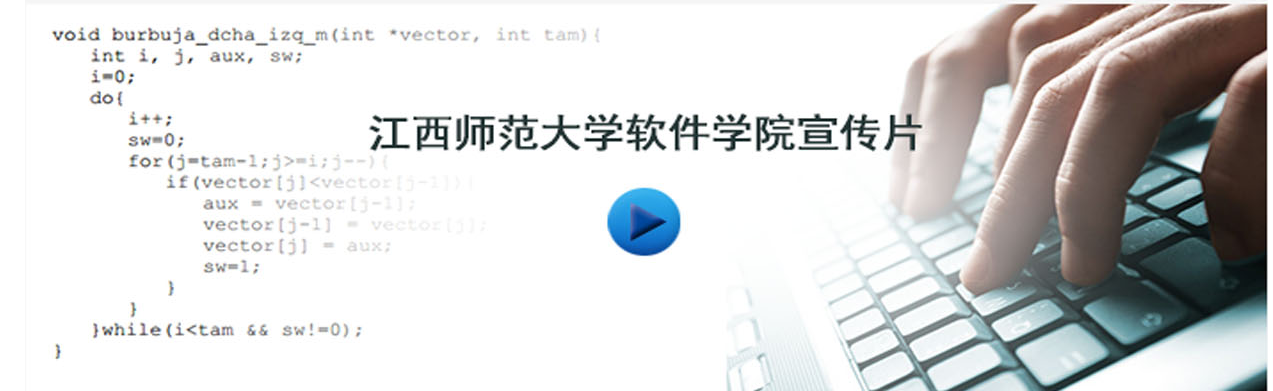 void burbuja_dcha_izq_m(int *vector, int tam){
int i, j, aux, sw;
i=0;
do{
i++;
sw=0;
for(j=tam-1;j>=i;j--){
if(vector[j]<vector[j-1]){
aux = vector[j-1];
vector[j-1] = vector[j];
vector[j] = aux;
sw=1;
}
}
}while(i<tam && sw!=0);
}
江西师范大学软件学院宣传片